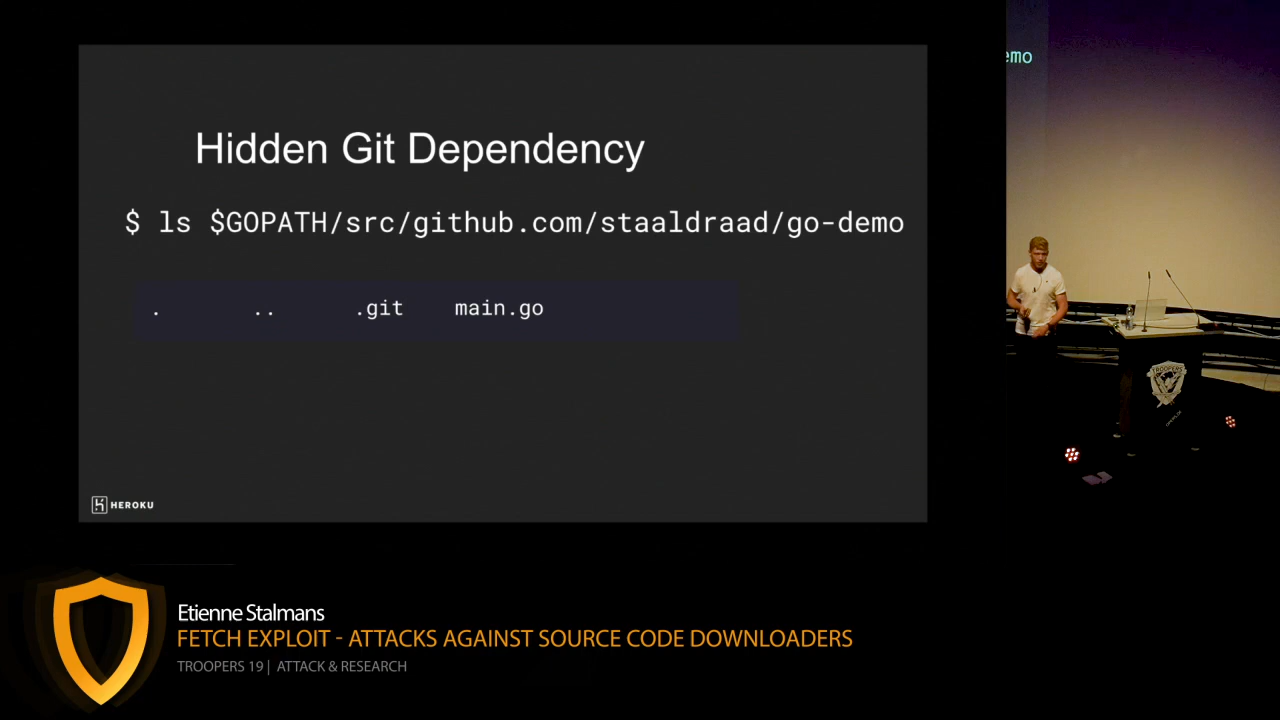 Hidden Git Dependency
$ ls $GOPATH/src/github.com/staaldraad/go-demo
. .. .git main.go
HEROKU
emo
TROOPERS
Etienne Stalmans
FETCH EXPLOIT - ATTACKS AGAINST SOURCE CODE DOWNLOADERS
TROOPERS 19 | ATTACK & RESEARCH